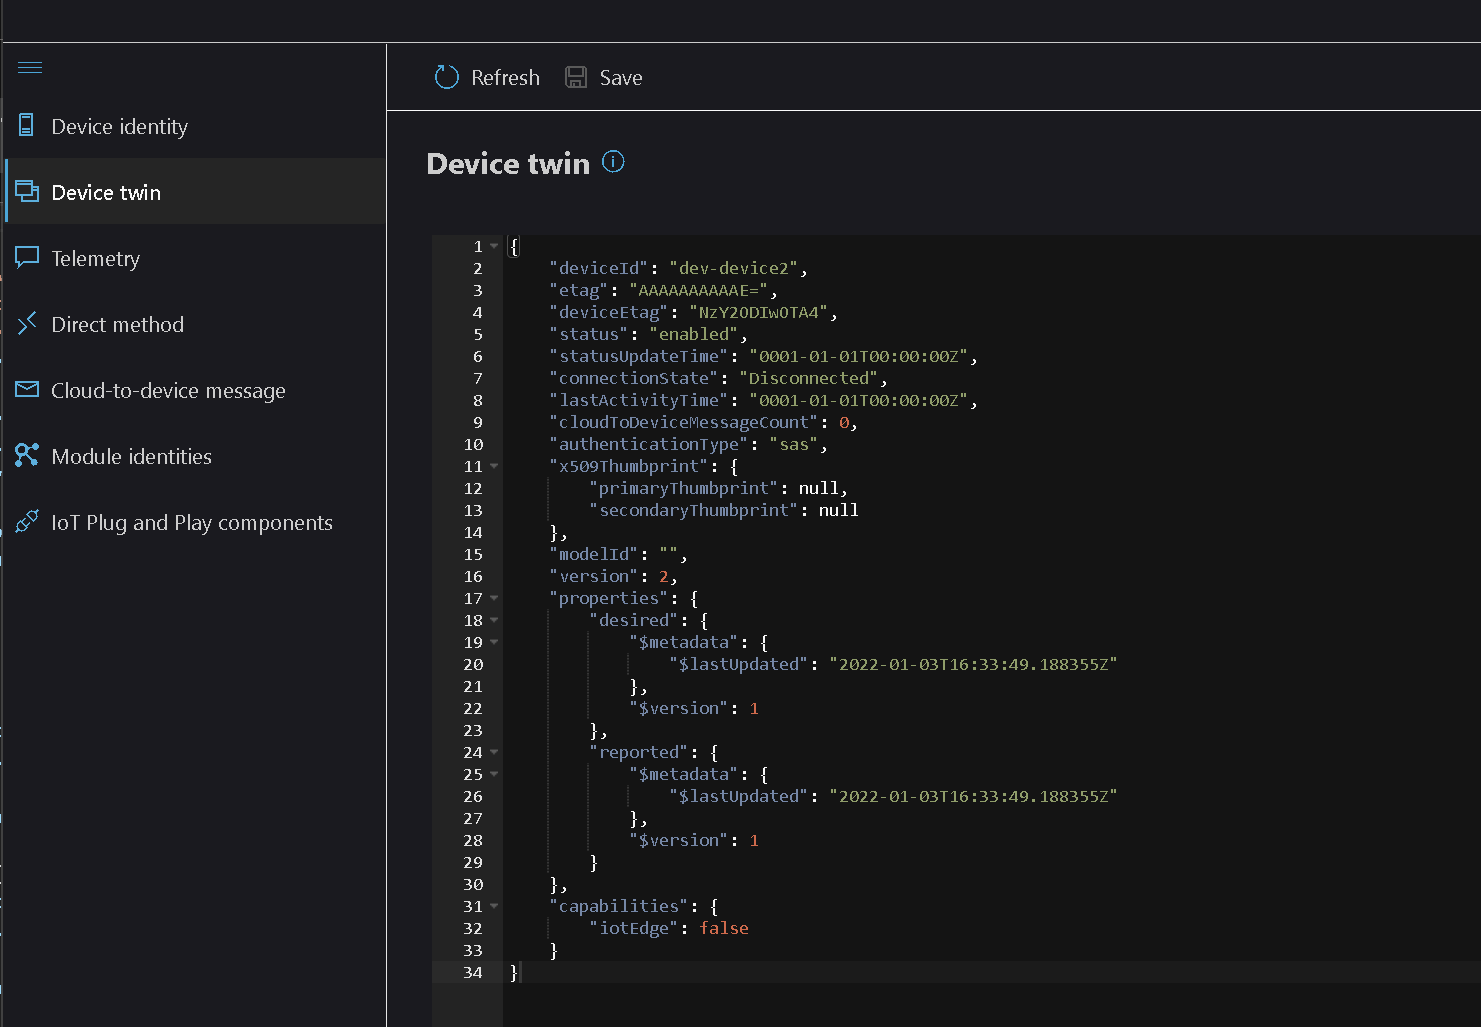 Refresh Save
Device identity
Device twin
Telemetry
Direct method
Cloud-to-device message
Module identities
IoT Plug and Play components
Device twin
1 {
2 "deviceId": "dev-device2",
3 "etag": "AAAAAAAAAAE=",
4 "deviceEtag": "NzY2ODIwOTA4",
5 "status": "enabled",
6 "statusUpdateTime": "0001-01-01T00:00:00Z",
7 "connectionState": "Disconnected",
8 "lastActivityTime": "0001-01-01T00:00:00Z",
9 "cloudToDeviceMessageCount": 0,
10 "authenticationType": "sas",
11 "x509Thumbprint": {
12 "primaryThumbprint": null,
13 "secondaryThumbprint": null
14 },
15 "modelId": "",
16 "version": 2,
17 "properties": {
18 "desired": {
19 "$metadata": {
20 "$lastUpdated": "2022-01-03T16:33:49.188355Z"
21 },
22 "$version": 1
23 },
24 "reported": {
25 "$metadata": {
26 "$lastUpdated": "2022-01-03T16:33:49.188355Z"
27 },
28 "$version": 1
29 }
30 },
31 "capabilities": {
32 "iotEdge": false
33 }
34 }